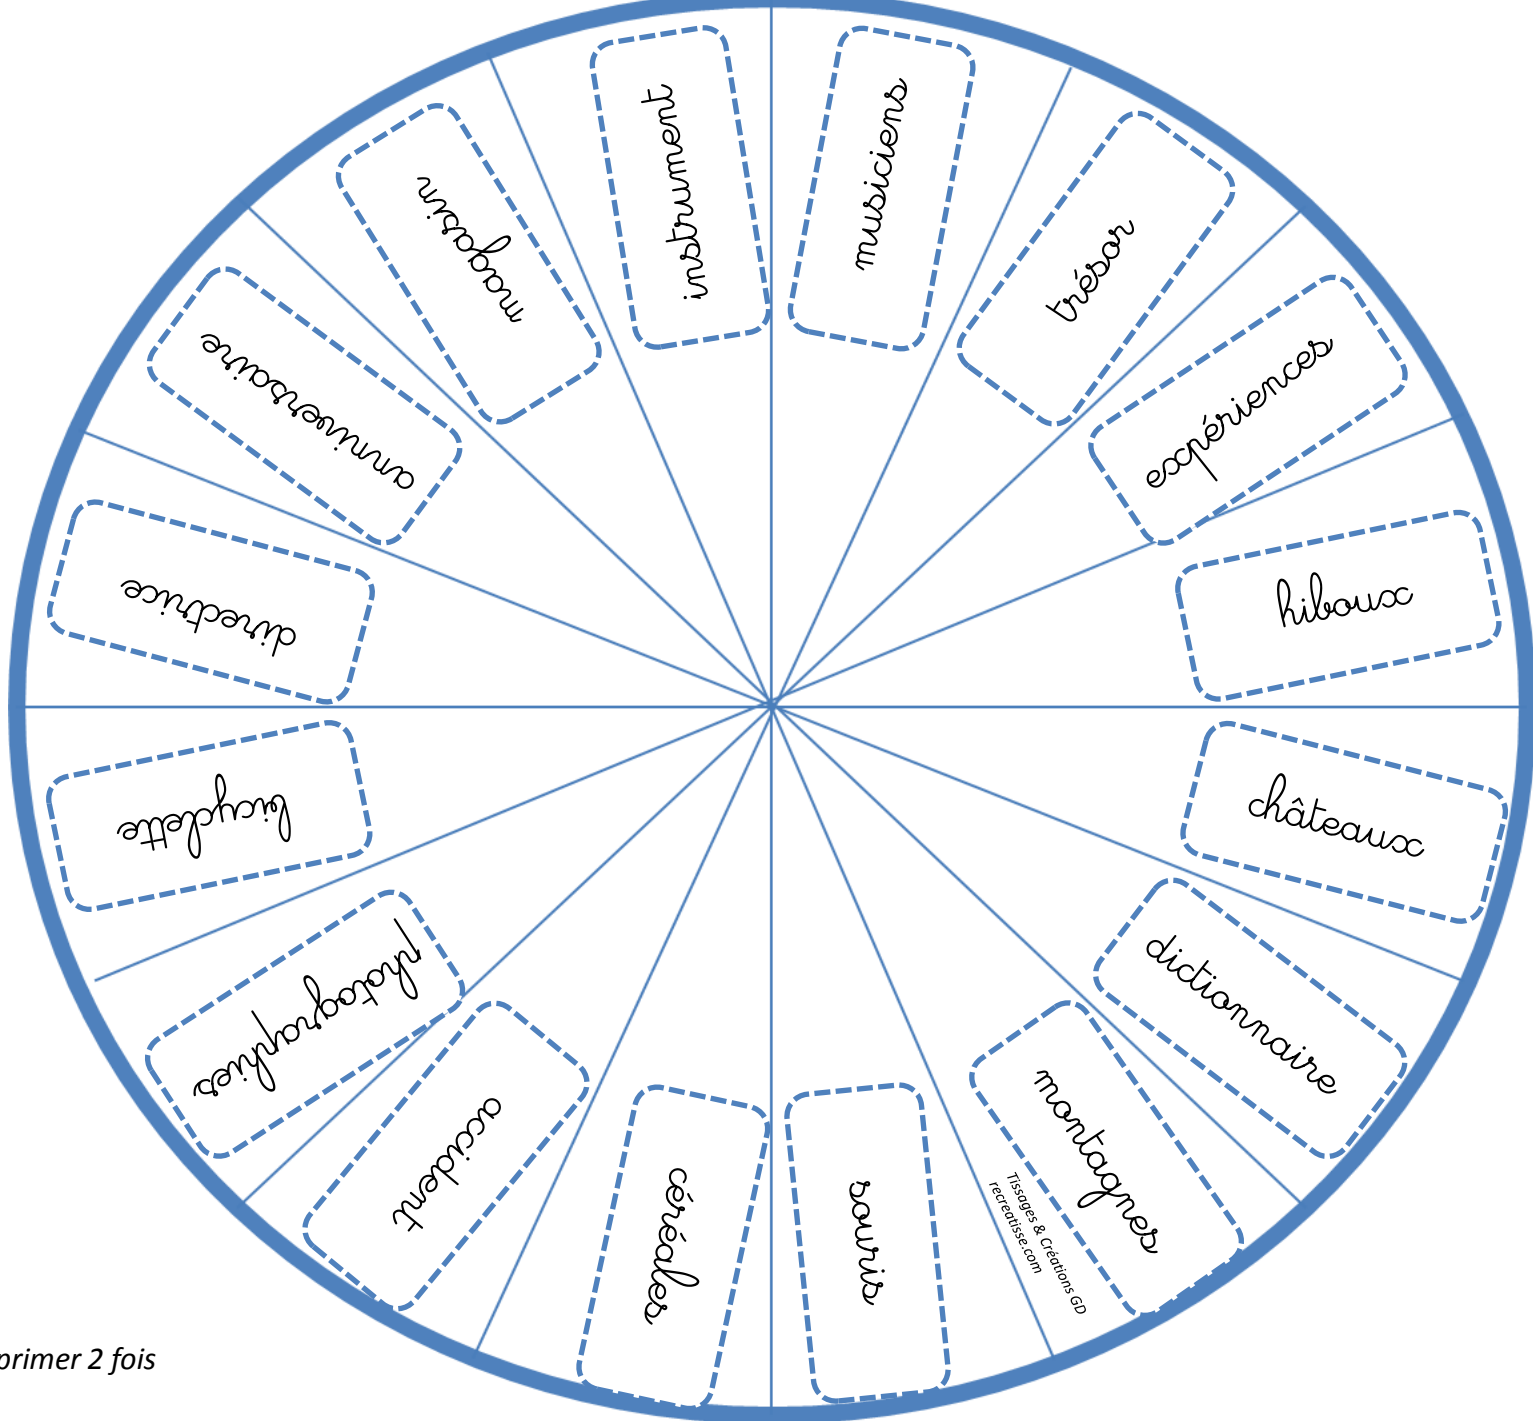 musiciens
trésor
expériences
hiboux
châteaux
dictionnaire
montagnes
Tissages & Créations GD
recreatisse.com
souris
céréales
accident
photographies
bicyclette
directrice
anniversaire
magasin
instrument
primer 2 fois